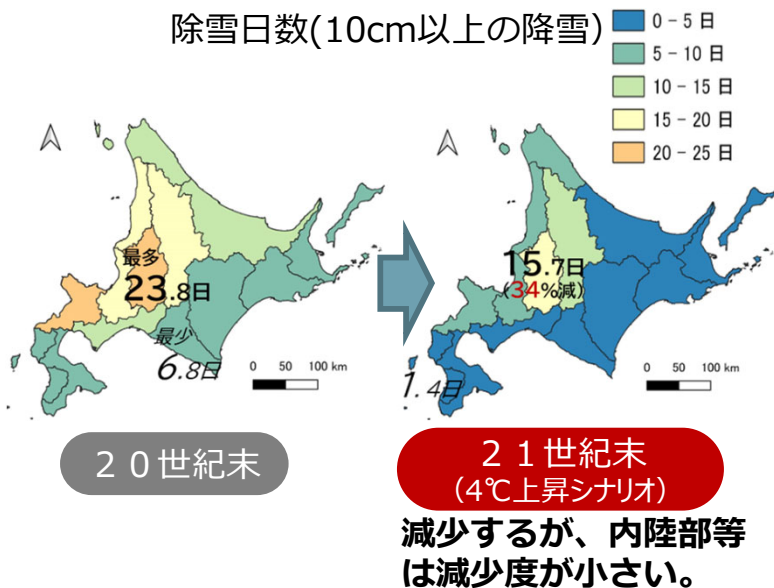 除雪日数(10cm以上の降雪)
0 - 5 日
5 - 10 日
10 - 15 日
15 - 20 日
20 - 25 日
最多
23.8日
最少
6.8日
0 50 100 km
15.7日
(34%減)
1.4日
0 50 100 km
20世紀末
21世紀末
(4℃上昇シナリオ)
減少するが、内陸部等
は減少度が小さい。